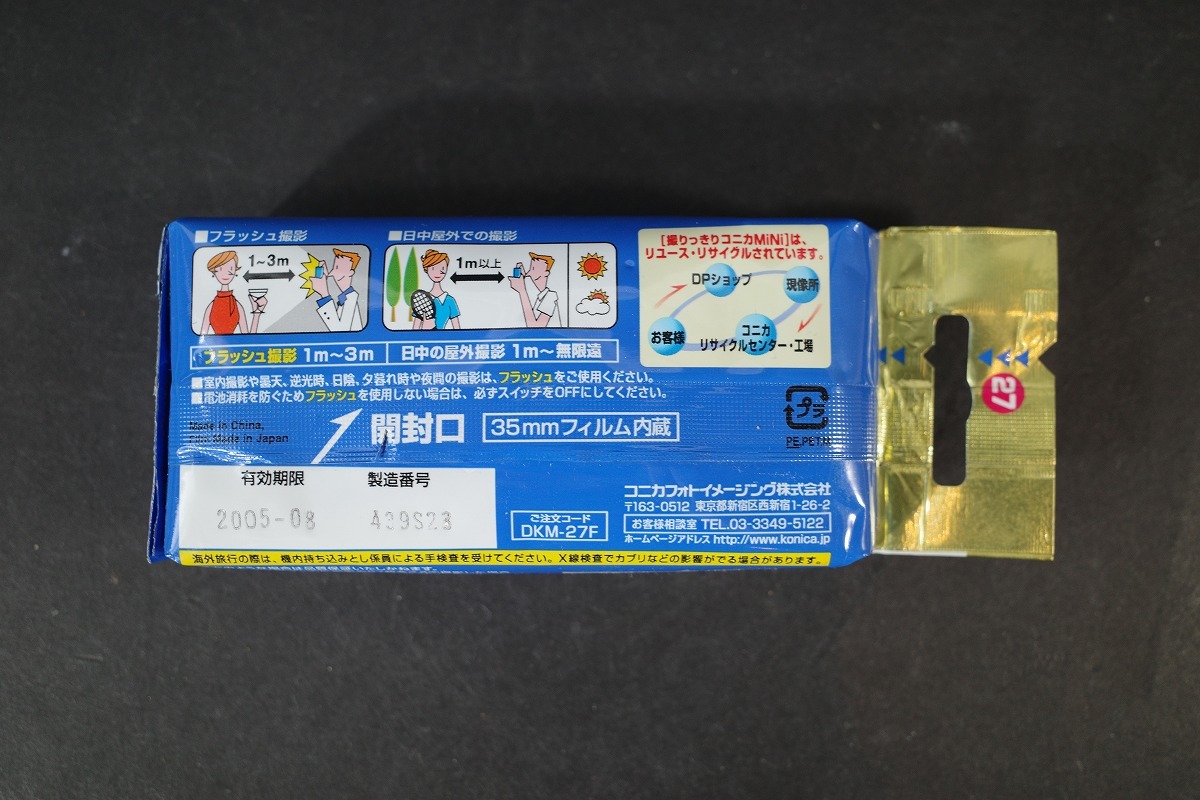 ■フラッシュ撮影
1~3m
■日中屋外での撮影
1m以上
[撮りっきりコニカMiNi]は、
リユース・リサイクルされています。
DPショップ
現像所
お客様
コニカ
リサイクルセンター・工場
フラッシュ撮影 1m~3m
日中の屋外撮影 1m~無限遠
■室内撮影や曇天、逆光時、日陰、夕暮れ時や夜間の撮影は、フラッシュをご使用ください。
■電池消耗を防ぐためフラッシュを使用しない場合は、必ずスイッチをOFFにしてください。
Made in China,
Film Made in Japan
開封口
35mmフィルム内蔵
プラ
PE,PET,M
27
有効期限
製造番号
2005-08
439S23
ご注文コード
DKM-27F
コニカフォトイメージング株式会社
〒163-0512 東京都新宿区西新宿1-26-2
お客様相談室 TEL.03-3349-5122
ホームページアドレス http://www.konica.jp
海外旅行の際は、機内持ち込みとし係員による手検査を受けてください。X線検査でカブリなどの影響がでる場合があります。